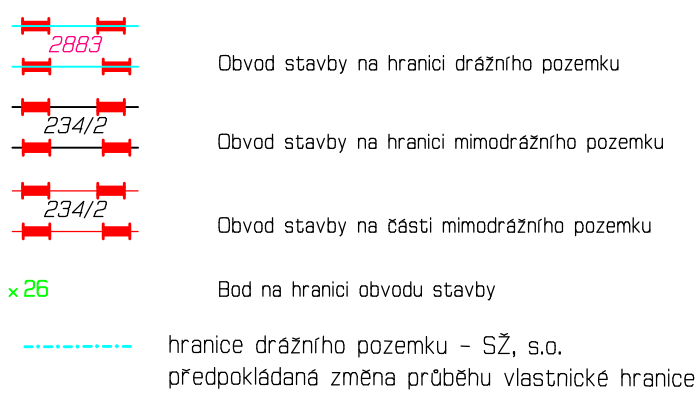 2883
Obvod stavby na hranici drážního pozemku
234/2
Obvod stavby na hranici mimodrážního pozemku
234/2
Obvod stavby na části mimodrážního pozemku
× 26 Bod na hranici obvodu stavby
hranice drážního pozemku - SŽ, s.o.
předpokládaná změna průběhu vlastnické hranice